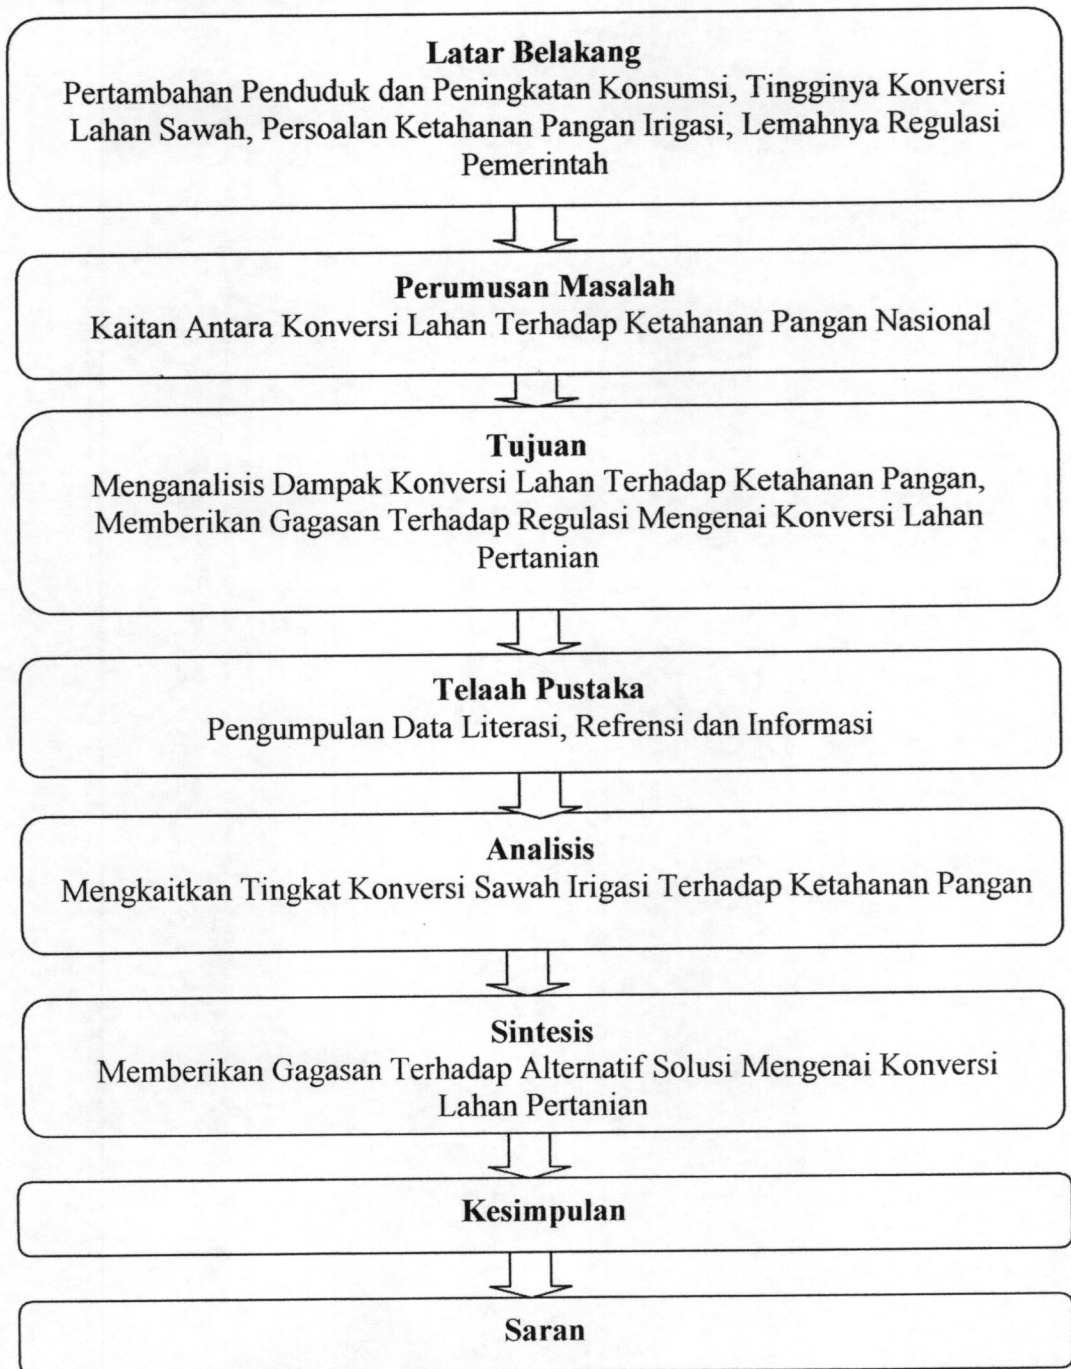 Latar Belakang
Pertambahan Penduduk dan Peningkatan Konsumsi, Tingginya Konversi
Lahan Sawah, Persoalan Ketahanan Pangan Irigasi, Lemahnya Regulasi
Pemerintah
Perumusan Masalah
Kaitan Antara Konversi Lahan Terhadap Ketahanan Pangan Nasional
Tujuan
Menganalisis Dampak Konversi Lahan Terhadap Ketahanan Pangan,
Memberikan Gagasan Terhadap Regulasi Mengenai Konversi Lahan
Pertanian
Telaah Pustaka
Pengumpulan Data Literasi, Refrensi dan Informasi
Analisis
Mengkaitkan Tingkat Konversi Sawah Irigasi Terhadap Ketahanan Pangan
Sintesis
Memberikan Gagasan Terhadap Alternatif Solusi Mengenai Konversi
Lahan Pertanian
Kesimpulan
Saran